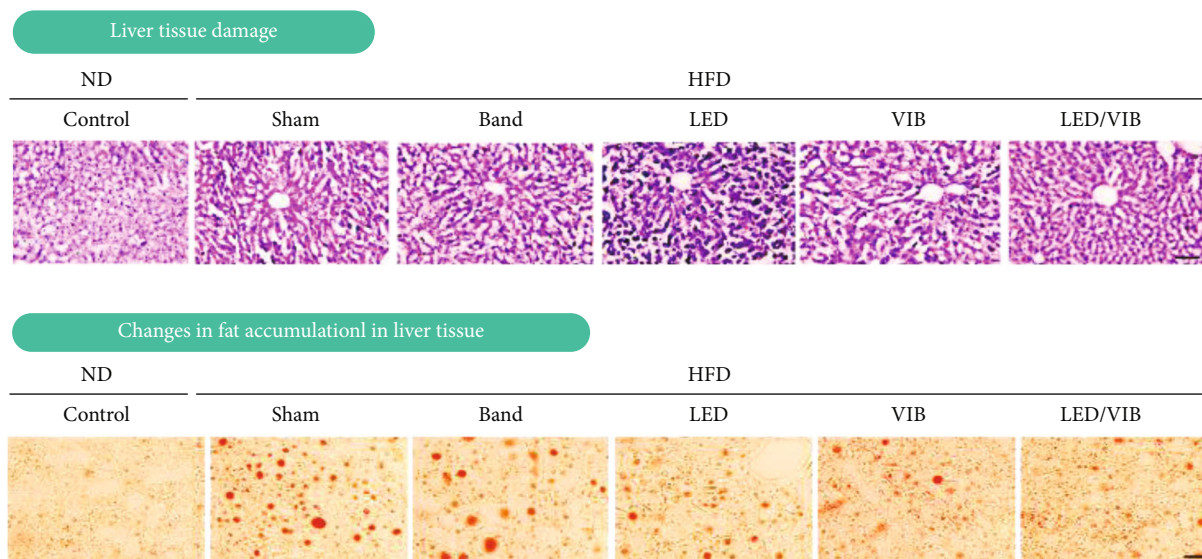 Liver tissue damage
ND HFD
Control Sham Band LED VIB LED/VIB
Changes in fat accumulationl in liver tissue
ND HFD
Control Sham Band LED VIB LED/VIB